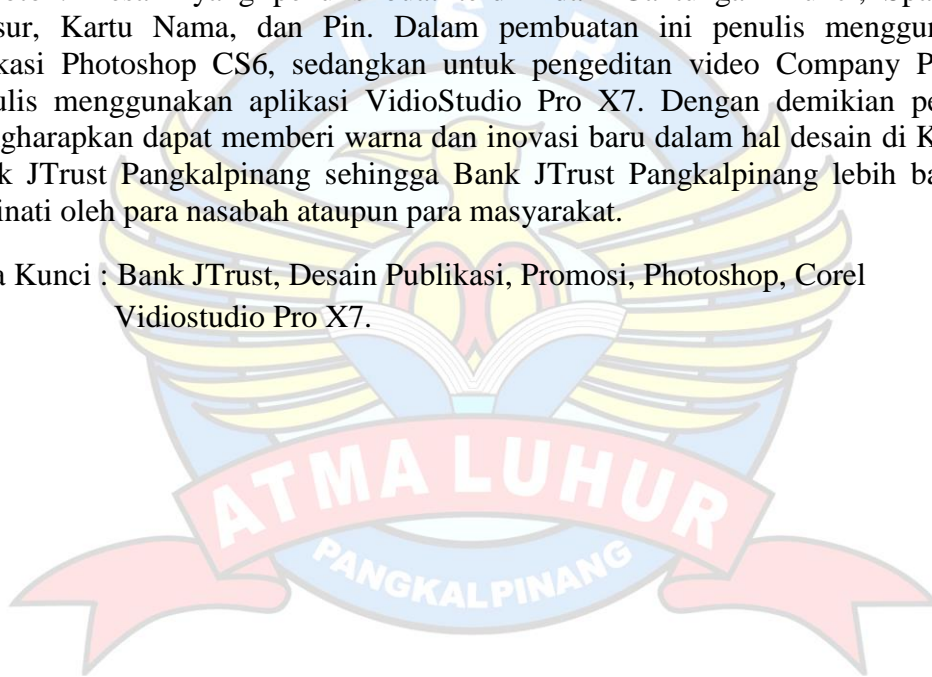 sur, Kartu Nama, dan Pin. Dalam pembuatan ini penulis menggun
kasi Photoshop CS6, sedangkan untuk pengeditan video Company P
ulis menggunakan aplikasi VidioStudio Pro X7. Dengan demikian pe
gharapkan dapat memberi warna dan inovasi baru dalam hal desain di K
k JTrust Pangkalpinang sehingga Bank JTrust Pangkalpinang lebih ba
inati oleh para nasabah ataupun para masyarakat.
a Kunci : Bank JTrust, Desain Publikasi, Promosi, Photoshop, Corel
Vidiostudio Pro X7.
ATMA LUHUR
PANGKALPINANG